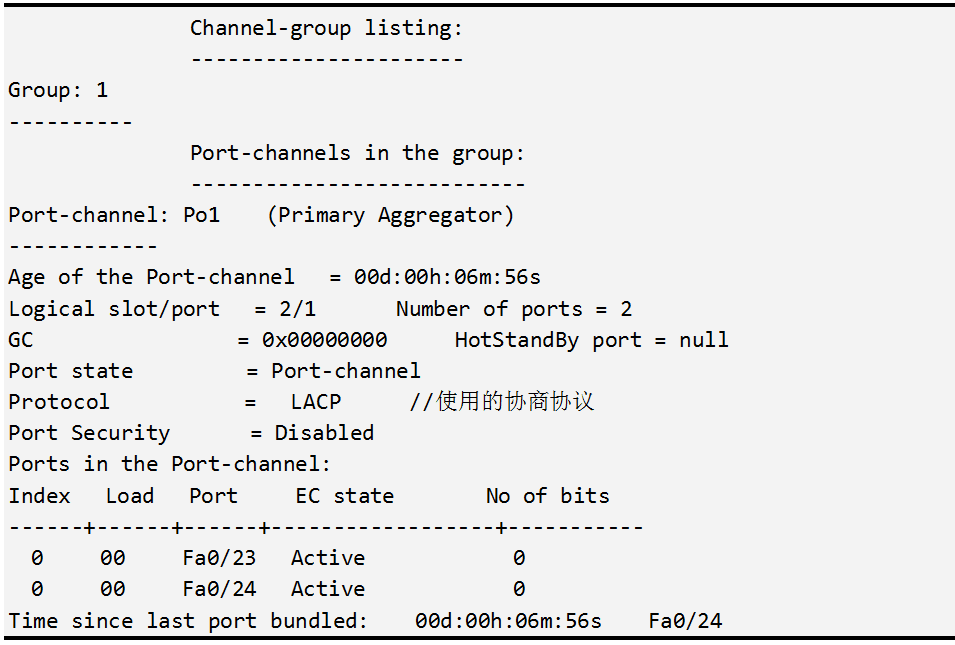 Channel-group listing:
----------------------
Group: 1
----------
Port-channels in the group:
---------------------------
Port-channel: Po1    (Primary Aggregator)
------------
Age of the Port-channel   = 00d:00h:06m:56s
Logical slot/port   = 2/1       Number of ports = 2
GC                  = 0x00000000      HotStandBy port = null
Port state          = Port-channel
Protocol            =   LACP      //使用的协商协议
Port Security       = Disabled
Ports in the Port-channel:
Index   Load   Port     EC state        No of bits
------+------+------+------------------+-----------
  0     00     Fa0/23   Active             0
  0     00     Fa0/24   Active             0
Time since last port bundled:    00d:00h:06m:56s    Fa0/24